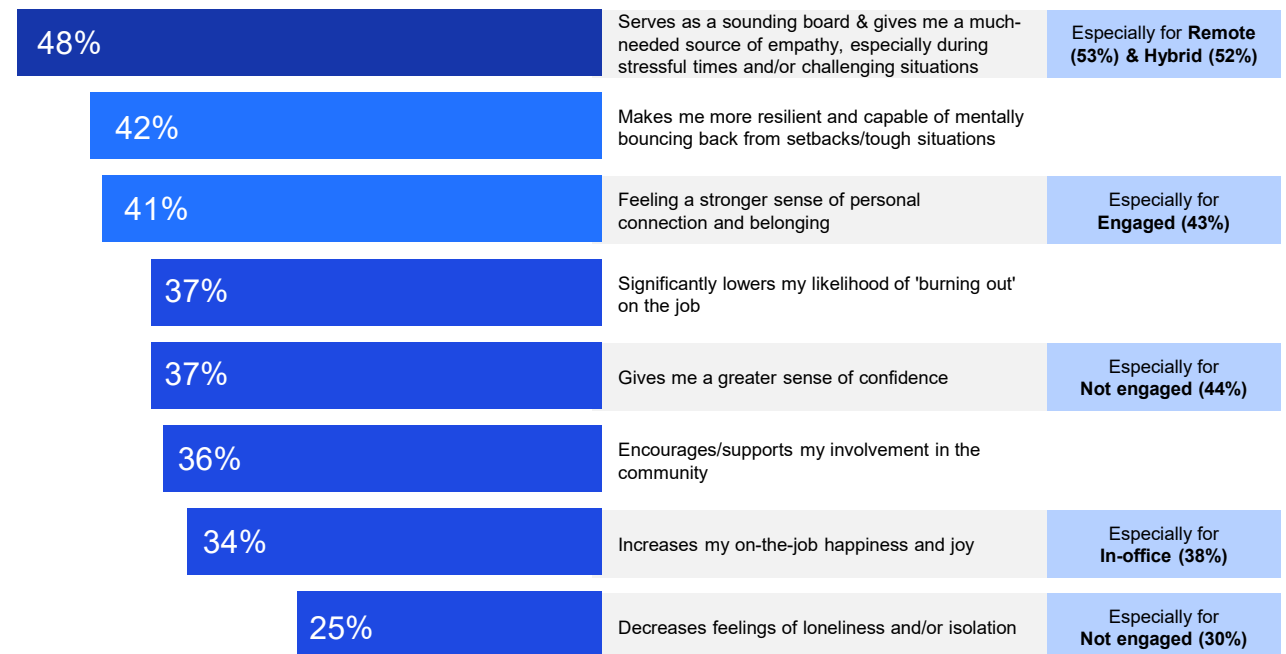 48%
Serves as a sounding board & gives me a much-
needed source of empathy, especially during
stressful times and/or challenging situations
Especially for Remote
(53%) & Hybrid (52%)
42%
Makes me more resilient and capable of mentally
bouncing back from setbacks/tough situations
41%
Feeling a stronger sense of personal
connection and belonging
Especially for
Engaged (43%)
37%
Significantly lowers my likelihood of 'burning out'
on the job
37%
Gives me a greater sense of confidence
Especially for
Not engaged (44%)
36%
Encourages/supports my involvement in the
community
34%
Increases my on-the-job happiness and joy
Especially for
In-office (38%)
25%
Decreases feelings of loneliness and/or isolation
Especially for
Not engaged (30%)